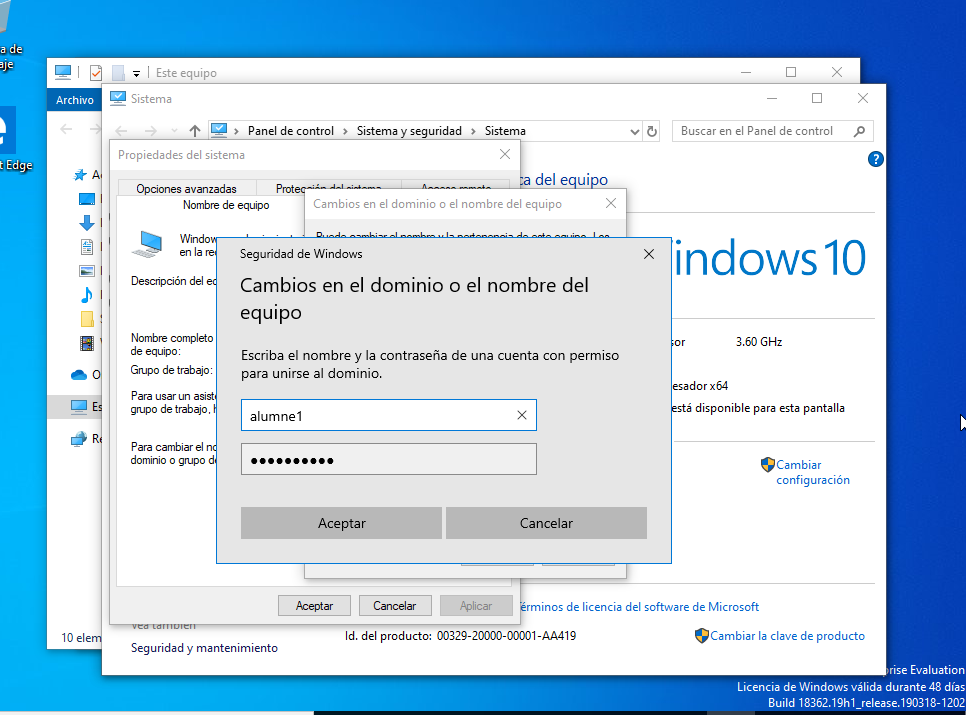 a de
aje
t Edge
Este equipo
Archivo
Sistema
Panel de control
Sistema y seguridad
Sistema
Buscar en el Panel de control
Propiedades del sistema
Opciones avanzadas
Protección del sistema
Acceso remoto
Nombre de equipo
ca del equipo
Cambios en el dominio o el nombre del equipo
Puede cambiar el nombre y la pertenencia de este equipo. Los
Window
en la re
Descripción del eq
Nombre completo
de equipo:
Grupo de trabajo:
Para usar un asist
grupo de trabajo, h
Para cambiar el no
dominio o grupo de
Seguridad de Windows
Cambios en el dominio o el nombre del
equipo
Escriba el nombre y la contraseña de una cuenta con permiso
para unirse al dominio.
alumne1
Aceptar
Cancelar
indows 10
sor
3.60 GHz
esador x64
está disponible para esta pantalla
Cambiar
configuración
Aceptar
Cancelar
Aplicar
Términos de licencia del software de Microsoft
Vea también
Seguridad y mantenimiento
Id. del producto: 00329-20000-00001-AA419
Cambiar la clave de producto
10 elem
prise Evaluation
Licencia de Windows válida durante 48 días
Build 18362.19h1_release.190318-1202